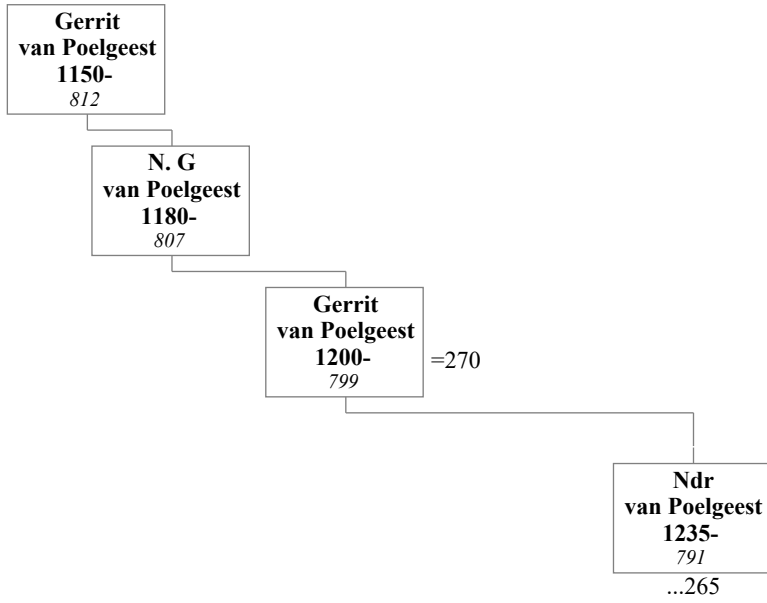 Gerrit
van Poelgeest
1150-
812
N. G
van Poelgeest
1180-
807
Gerrit
van Poelgeest
1200-
799
=270
Ndr
van Poelgeest
1235-
791
...265